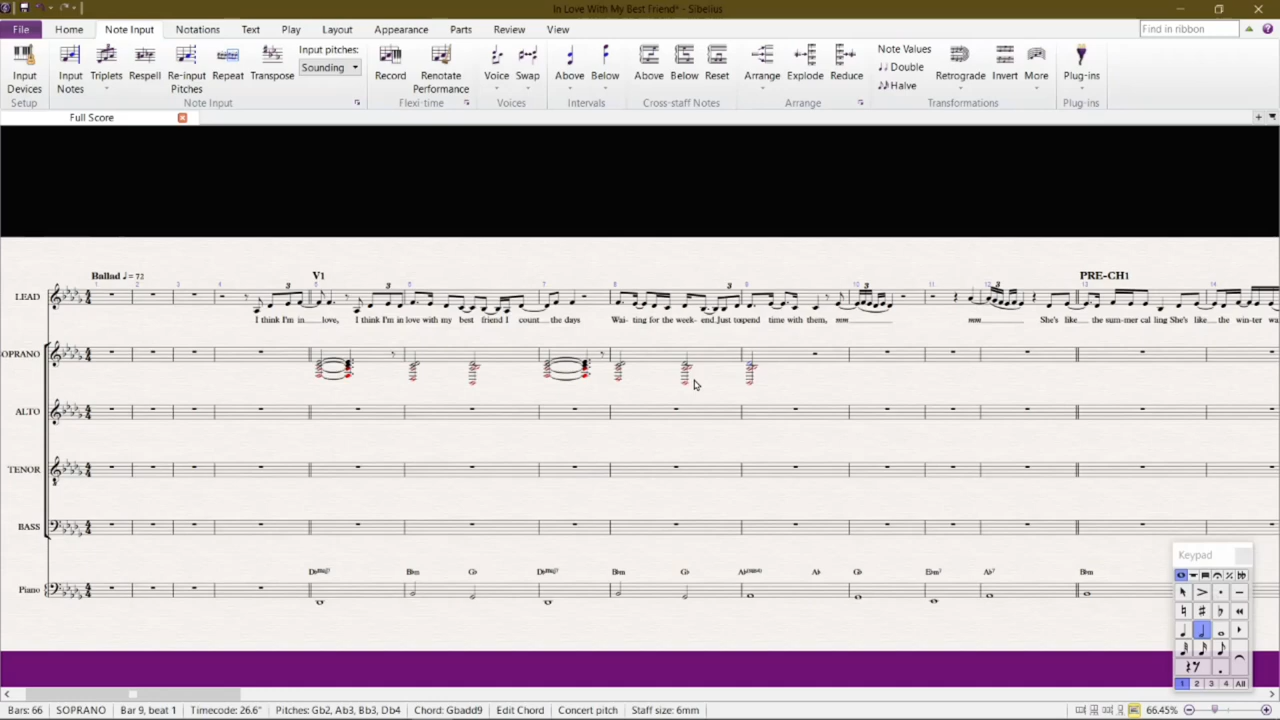 In Love With My Best Friend* - Sibelius
File Home Note Input Notations Text Play Layout Appearance Parts Review View Find in ribbon
Input Devices Input Notes Triplets Respell Re-input Pitches Repeat Transpose Input pitches: Sounding Record Renotate Performance Voice Swap Above Below Above Below Reset Arrange Explode Reduce Note Values Double Halve Retrograde Invert More Plug-ins
Setup Note Input Flexi-time Voices Intervals Cross-staff Notes Arrange Transformations Plug-ins
Full Score
Ballad ♩ = 72 V1 PRE-CH1
LEAD
I think I'm in love, I think I'm in love with my best friend I count the days Wai- ting for the week- end Just to spend time with them, She's like the sum-mer cal ling She's like the win-ter wa
SOPRANO
ALTO
TENOR
BASS
Piano
Bbm Gb Bbm Gb Ab Gb Ebm7 Ab7 Bbm
Keypad
1 2 3 4 All
Bars: 66 SOPRANO Bar 9, beat 1 Timecode: 26.6" Pitches: Gb2, Ab3, Bb3, Db4 Chord: Gbadd9 Edit Chord Concert pitch Staff size: 6mm 66.45%